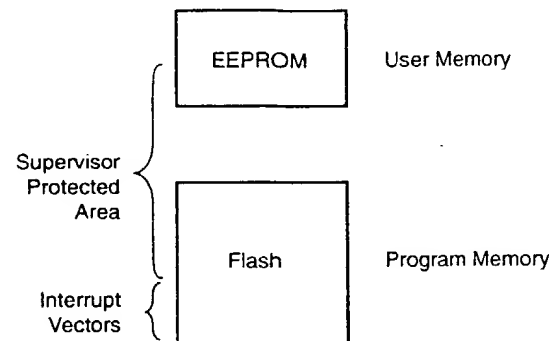 EEPROM
User Memory
Supervisor
Protected
Area
Flash
Program Memory
Interrupt
Vectors